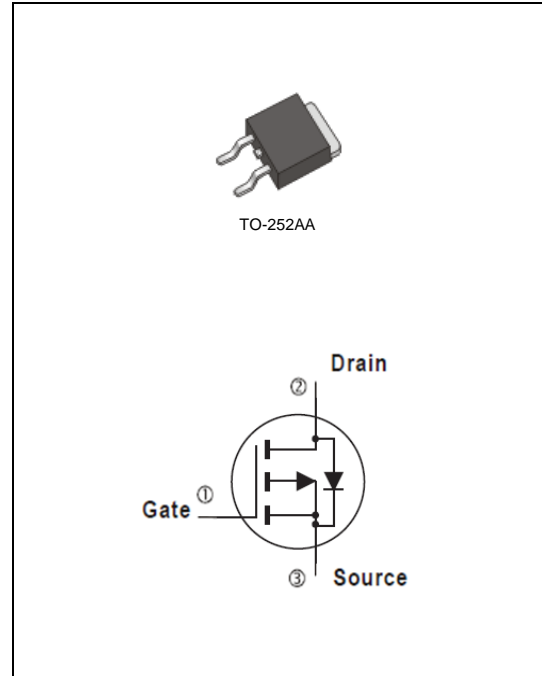 TO-252AA
Drain
②
Gate ①
③ Source